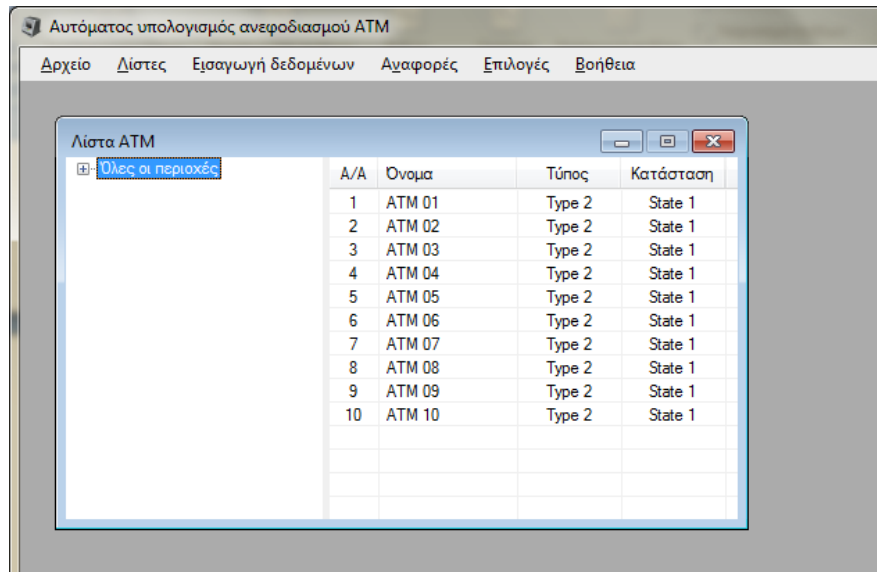 Αυτόματος υπολογισμός ανεφοδιασμού ATM
Αρχείο Λίστες Εισαγωγή δεδομένων Αναφορές Επιλογές Βοήθεια
Λίστα ATM
Όλες οι περιοχές
Α/Α Όνομα Τύπος Κατάσταση
1 ATM 01 Type 2 State 1
2 ATM 02 Type 2 State 1
3 ATM 03 Type 2 State 1
4 ATM 04 Type 2 State 1
5 ATM 05 Type 2 State 1
6 ATM 06 Type 2 State 1
7 ATM 07 Type 2 State 1
8 ATM 08 Type 2 State 1
9 ATM 09 Type 2 State 1
10 ATM 10 Type 2 State 1